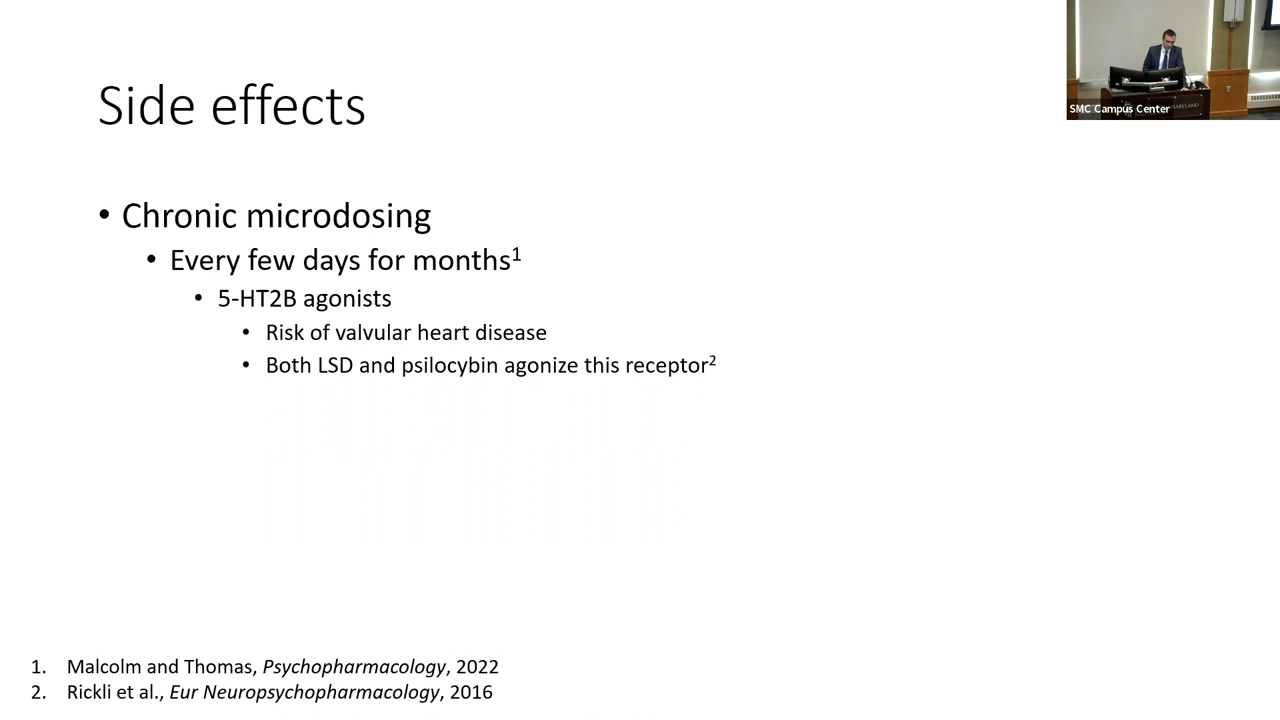 Side effects
• Chronic microdosing
• Every few days for months1
• 5-HT2B agonists
• Risk of valvular heart disease
• Both LSD and psilocybin agonize this receptor2
SMC Campus Center
MARYLAND
1. Malcolm and Thomas, Psychopharmacology, 2022
2. Rickli et al., Eur Neuropsychopharmacology, 2016